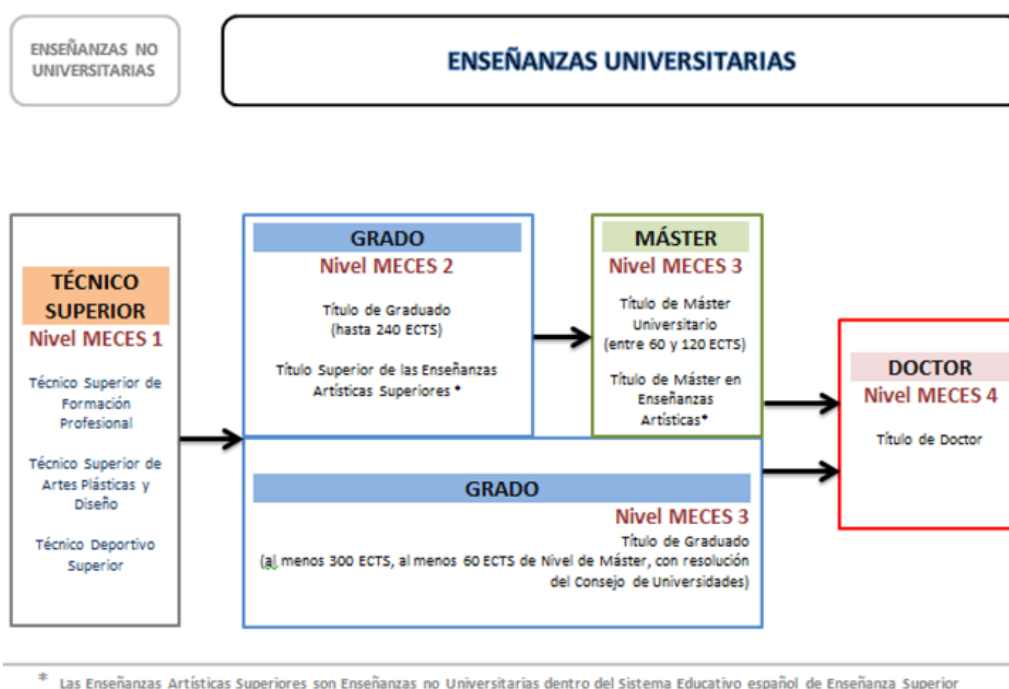 ENSEÑANZAS NO
UNIVERSITARIAS
ENSEÑANZAS UNIVERSITARIAS
TÉCNICO
SUPERIOR
Nivel MECES 1
Técnico Superior de
Formación
Profesional
Técnico Superior de
Artes Plásticas y
Diseño
Técnico Deportivo
Superior
GRADO
Nivel MECES 2
Título de Graduado
(hasta 240 ECTS)
Título Superior de las Enseñanzas
Artísticas Superiores *
MÁSTER
Nivel MECES 3
Título de Máster
Universitario
(entre 60 y 120 ECTS)
Título de Máster en
Enseñanzas
Artísticas*
GRADO
Nivel MECES 3
Título de Graduado
(al menos 300 ECTS, al menos 60 ECTS de Nivel de Máster, con resolución
del Consejo de Universidades)
DOCTOR
Nivel MECES 4
Título de Doctor
* Las Enseñanzas Artísticas Superiores son Enseñanzas no Universitarias dentro del Sistema Educativo español de Enseñanza Superior